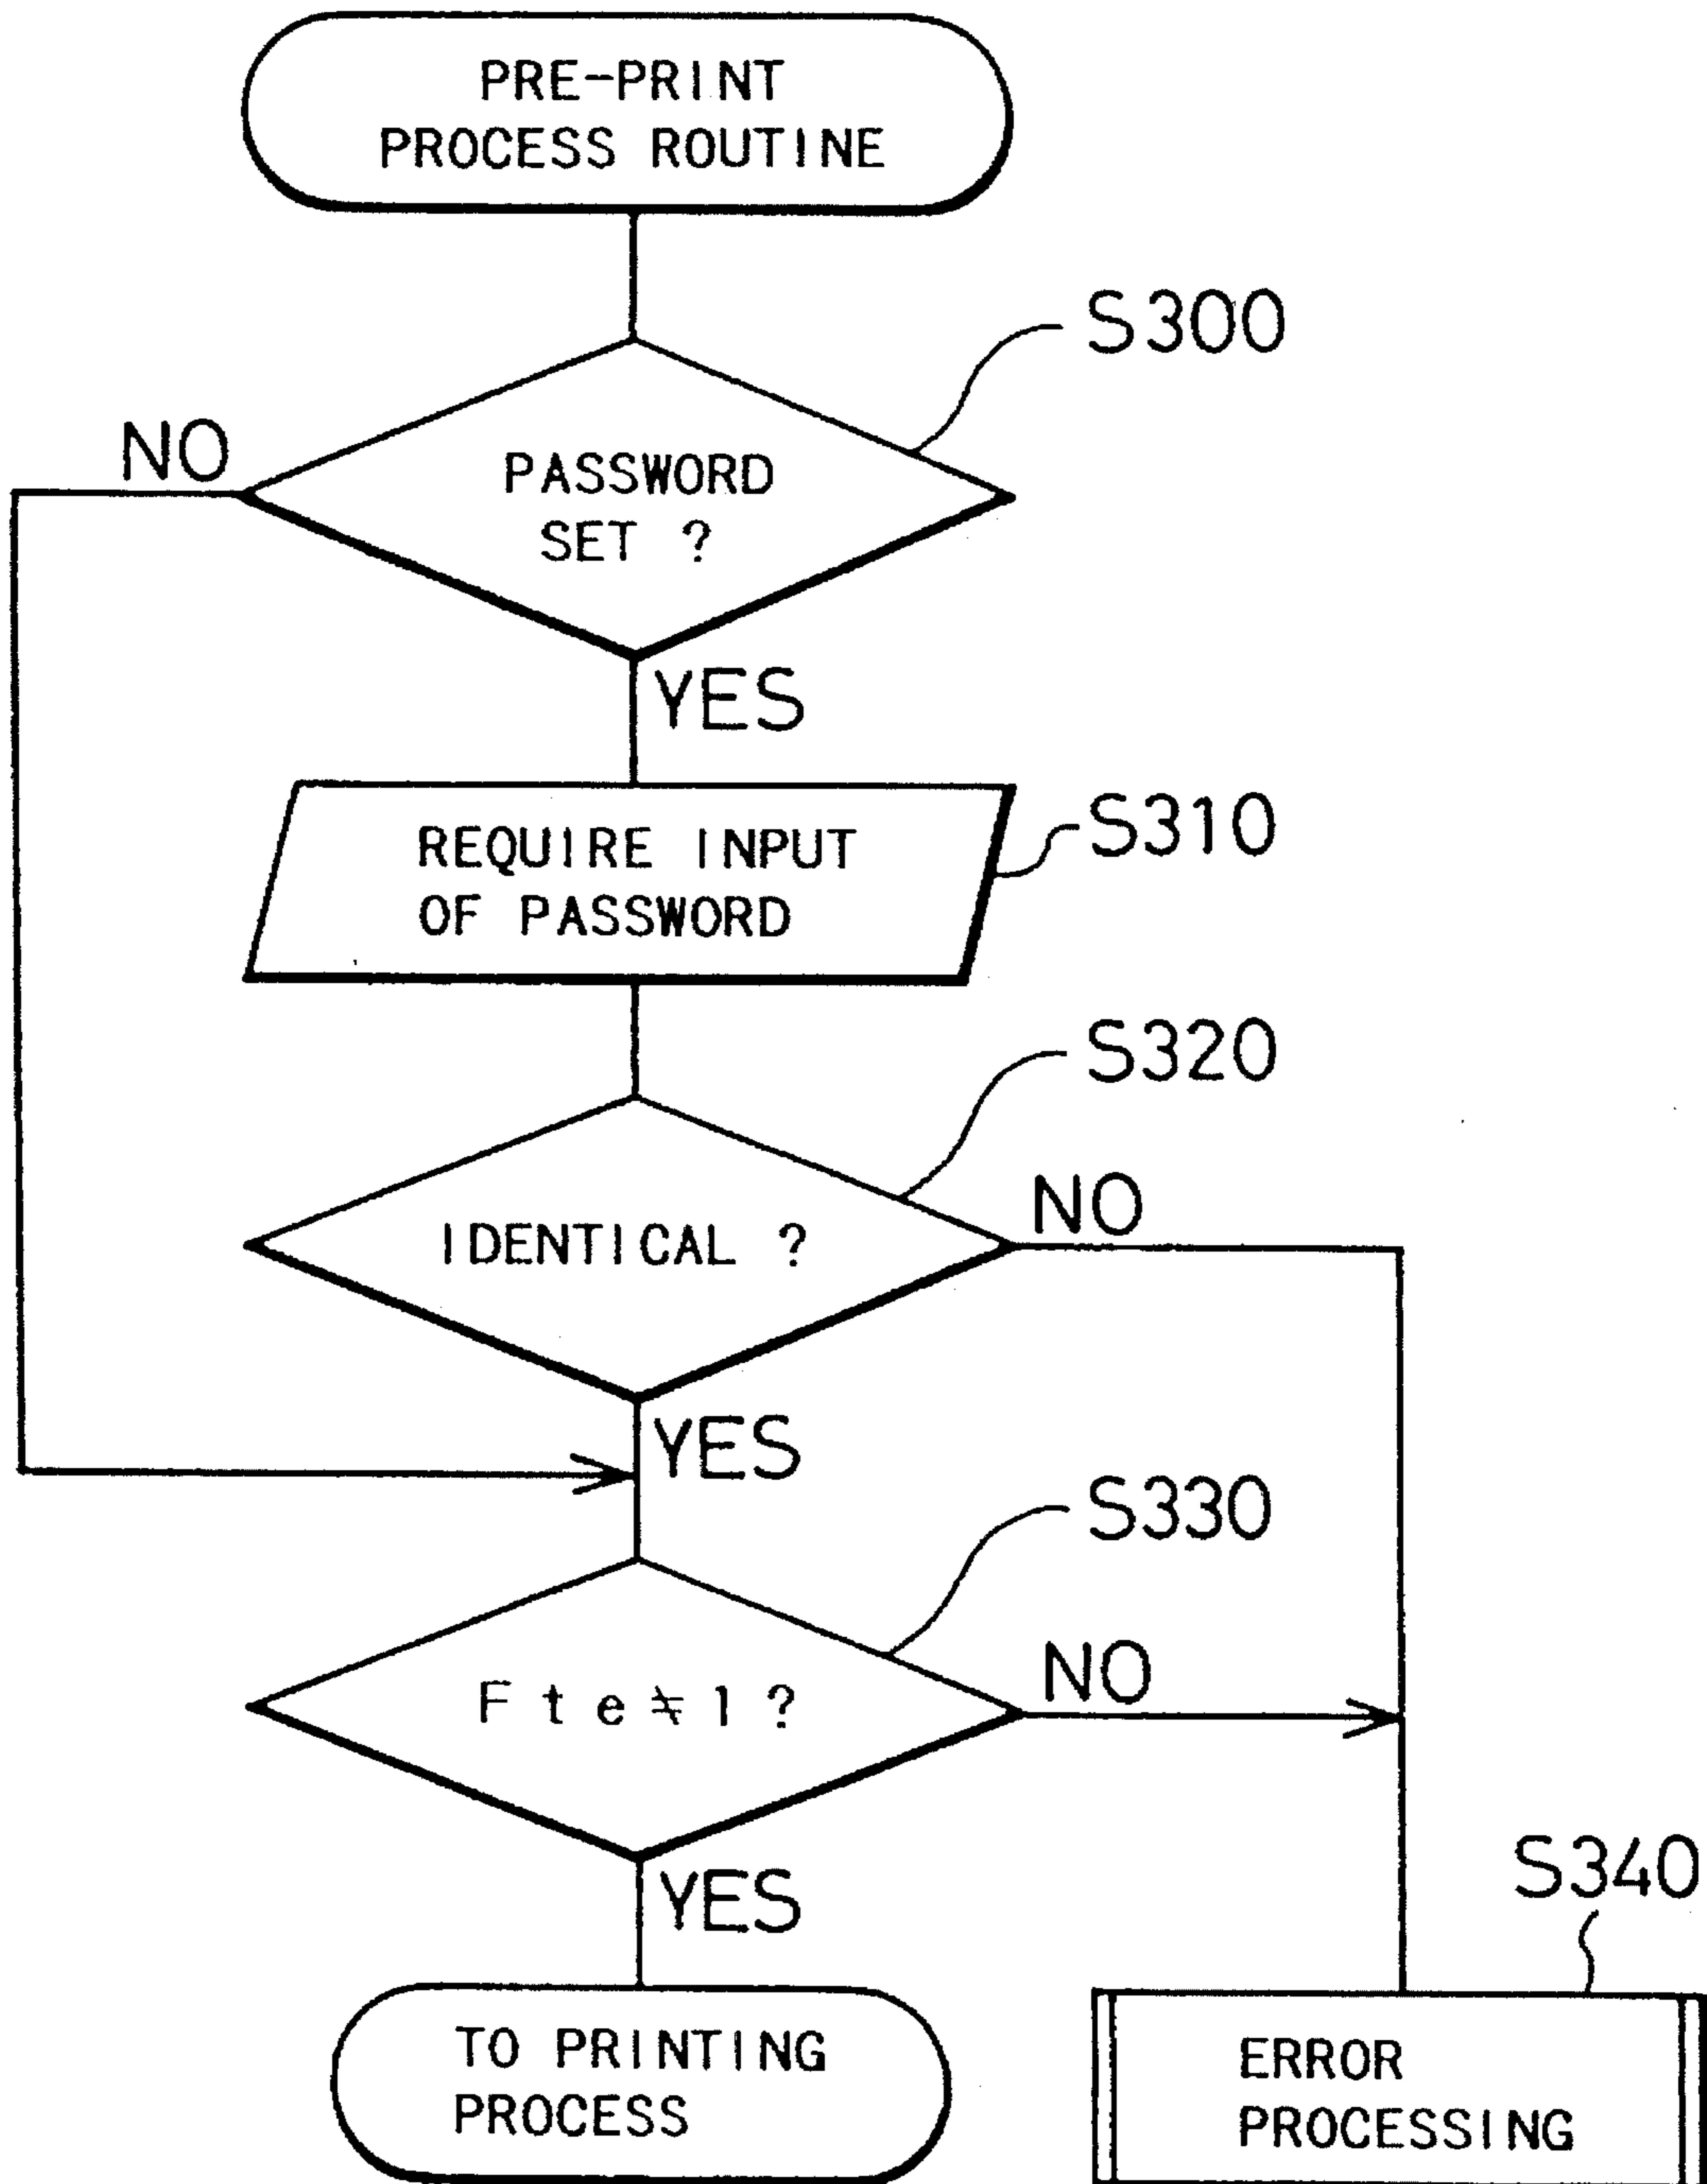 PRE-PRINT
PROCESS ROUTINE
S300
NO
PASSWORD
SET ?
YES
S310
REQUIRE INPUT
OF PASSWORD
S320
NO
IDENTICAL ?
YES
S330
NO
Fte≠1?
YES
S340
TO PRINTING
PROCESS
ERROR
PROCESSING